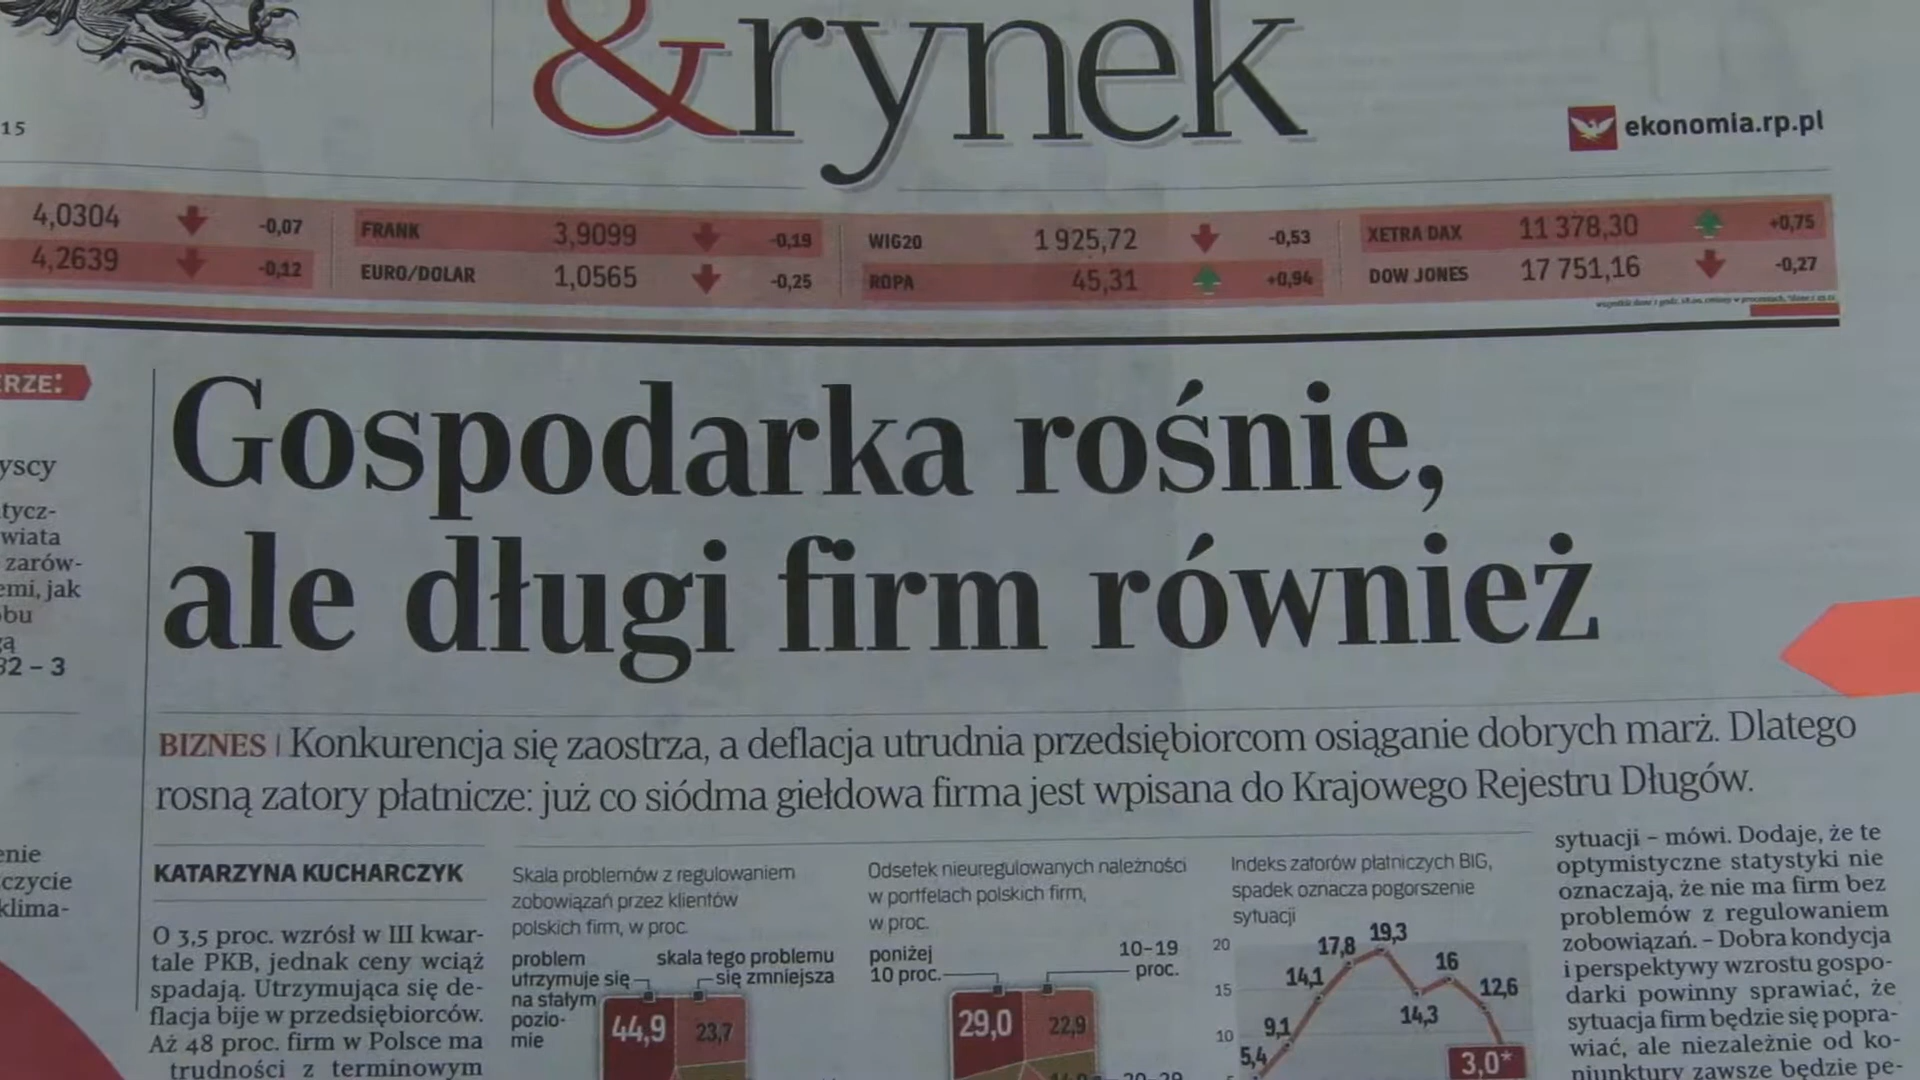 &rynek
15
ekonomia.rp.pl
4,0304 -0,07
4,2639 -0,12
FRANK 3,9099 -0,19
EURO/DOLAR 1,0565 -0,25
WIG20 1 925,72 -0,53
ROPA 45,31 +0,94
XETRA DAX 11 378,30 +0,75
DOW JONES 17 751,16 -0,27
RZE:
yscy
tycz-
wiata
zarów-
emi, jak
obu
gą
B2 – 3
enie
czycie
klima-
Gospodarka rośnie,
ale długi firm również
BIZNES | Konkurencja się zaostrza, a deflacja utrudnia przedsiębiorcom osiąganie dobrych marż. Dlatego
rosną zatory płatnicze: już co siódma giełdowa firma jest wpisana do Krajowego Rejestru Długów.
KATARZYNA KUCHARCZYK
O 3,5 proc. wzrósł w III kwar-
tale PKB, jednak ceny wciąż
spadają. Utrzymująca się de-
flacja bije w przedsiębiorców.
Aż 48 proc. firm w Polsce ma
trudności z terminowym
Skala problemów z regulowaniem
zobowiązań przez klientów
polskich firm, w proc.
problem
utrzymuje się
na stałym
pozio-
mie
skala tego problemu
się zmniejsza
44,9
23,7
Odsetek nieuregulowanych należności
w portfelach polskich firm,
w proc.
poniżej
10 proc.
10–19
proc.
29,0
22,9
20–29
Indeks zatorów płatniczych BIG,
spadek oznacza pogorszenie
sytuacji
20
15
10
5,4
9,1
14,1
17,8
19,3
14,3
16
12,6
3,0*
sytuacji – mówi. Dodaje, że te
optymistyczne statystyki nie
oznaczają, że nie ma firm bez
problemów z regulowaniem
zobowiązań. – Dobra kondycja
i perspektywy wzrostu gospo-
darki powinny sprawiać, że
sytuacja firm będzie się popra-
wiać, ale niezależnie od ko-
niunktury zawsze będzie pe-